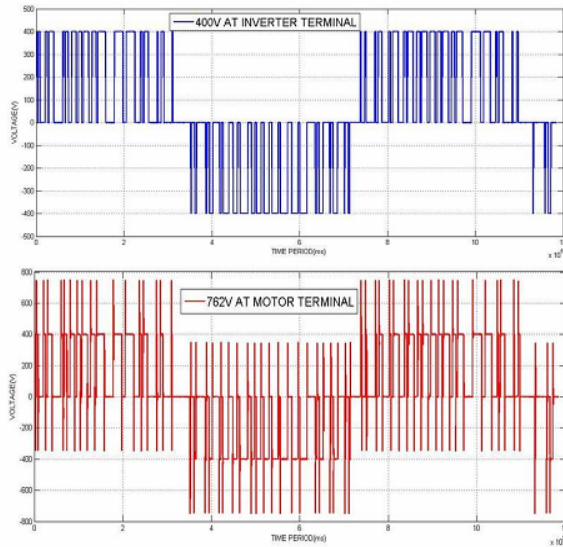 500
400V AT INVERTER TERMINAL
400
300
200
100
0
-100
-200
-300
-400
-500
VOLTAGE(V)
0 2 4 6 8 10
TIME PERIOD(ms)
800
762V AT MOTOR TERMINAL
600
400
200
0
-200
-400
-600
-800
VOLTAGE(V)
0 2 4 6 8 10
TIME PERIOD(ms)